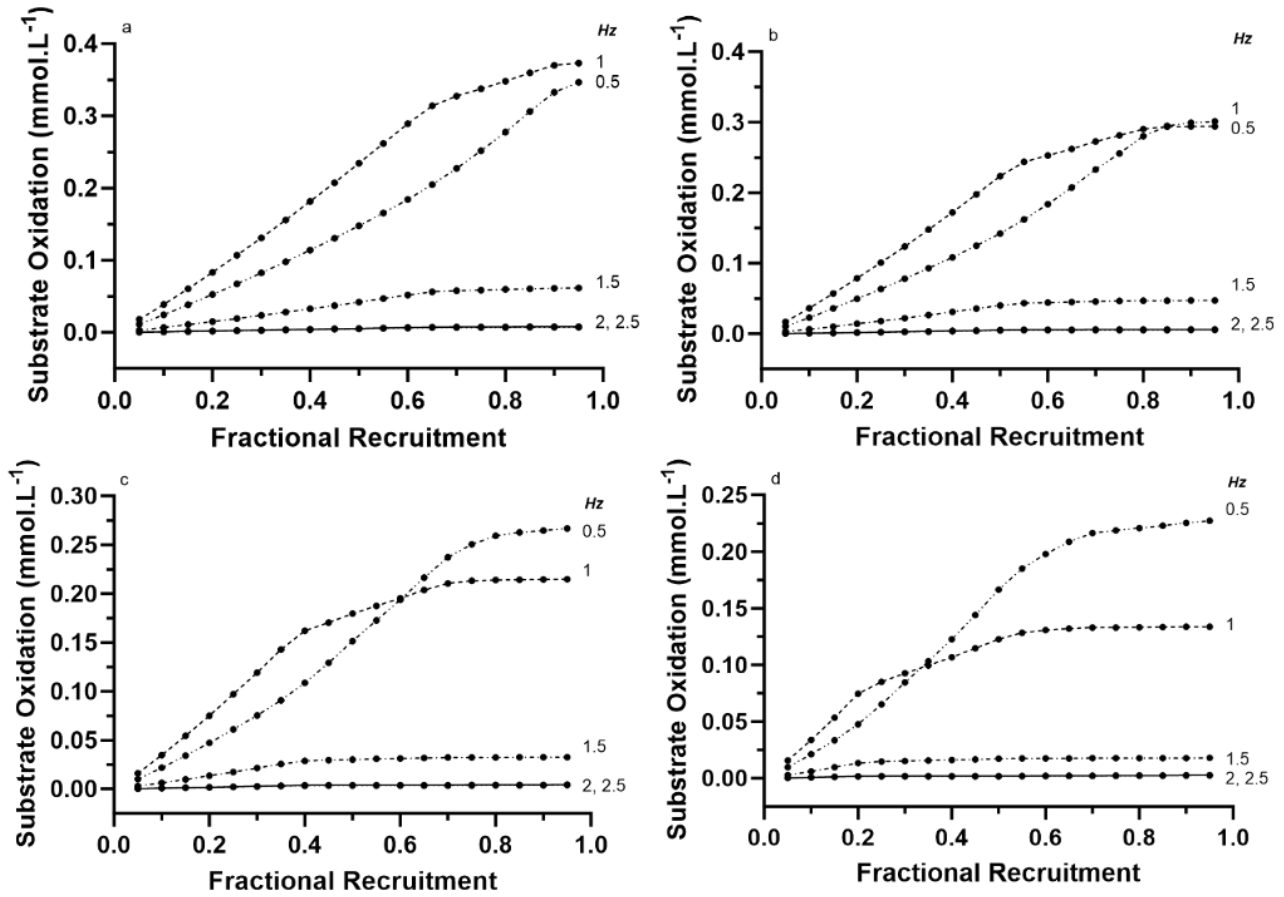 a
Hz
0.4
0.3
0.2
0.1
0.0
1
0.5
1.5
2, 2.5
Substrate Oxidation (mmol.L-1)
0.0 0.2 0.4 0.6 0.8 1.0
Fractional Recruitment
b
Hz
0.4
0.3
0.2
0.1
0.0
1
0.5
1.5
2, 2.5
Substrate Oxidation (mmol.L-1)
0.0 0.2 0.4 0.6 0.8 1.0
Fractional Recruitment
c
Hz
0.30
0.25
0.20
0.15
0.10
0.05
0.00
0.5
1
1.5
2, 2.5
Substrate Oxidation (mmol.L-1)
0.0 0.2 0.4 0.6 0.8 1.0
Fractional Recruitment
d
Hz
0.25
0.20
0.15
0.10
0.05
0.00
0.5
1
1.5
2, 2.5
Substrate Oxidation (mmol.L-1)
0.0 0.2 0.4 0.6 0.8 1.0
Fractional Recruitment